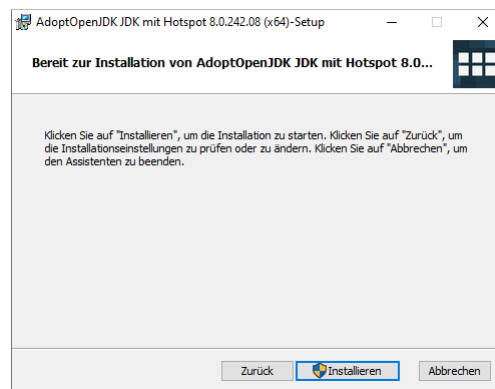 AdoptOpenJDK JDK mit Hotspot 8.0.242.08 (x64)-Setup
Bereit zur Installation von AdoptOpenJDK JDK mit Hotspot 8.0...
Klicken Sie auf "Installieren", um die Installation zu starten. Klicken Sie auf "Zurück", um
die Installationseinstellungen zu prüfen oder zu ändern. Klicken Sie auf "Abbrechen", um
den Assistenten zu beenden.
Zurück
Installieren
Abbrechen